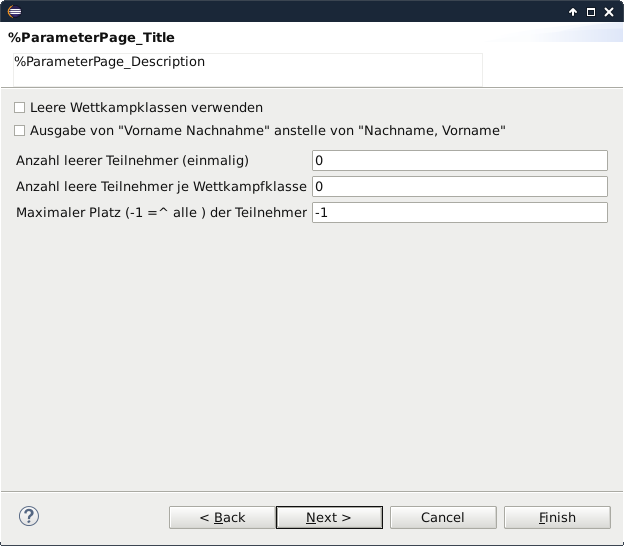 %ParameterPage_Title
%ParameterPage_Description
Leere Wettkampklassen verwenden
Ausgabe von "Vorname Nachnahme" anstelle von "Nachname, Vorname"
Anzahl leerer Teilnehmer (einmalig) 0
Anzahl leere Teilnehmer je Wettkampfklasse 0
Maximaler Platz (-1 =^ alle ) der Teilnehmer -1
? < Back Next > Cancel Finish